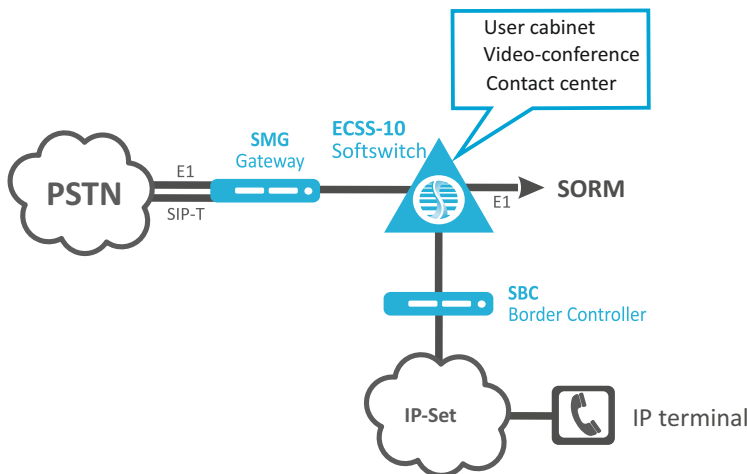 User cabinet
Video-conference
Contact center
SMG
Gateway
ECSS-10
Softswitch
PSTN
E1
SIP-T
E1
SORM
SBC
Border Controller
IP-Set
IP terminal